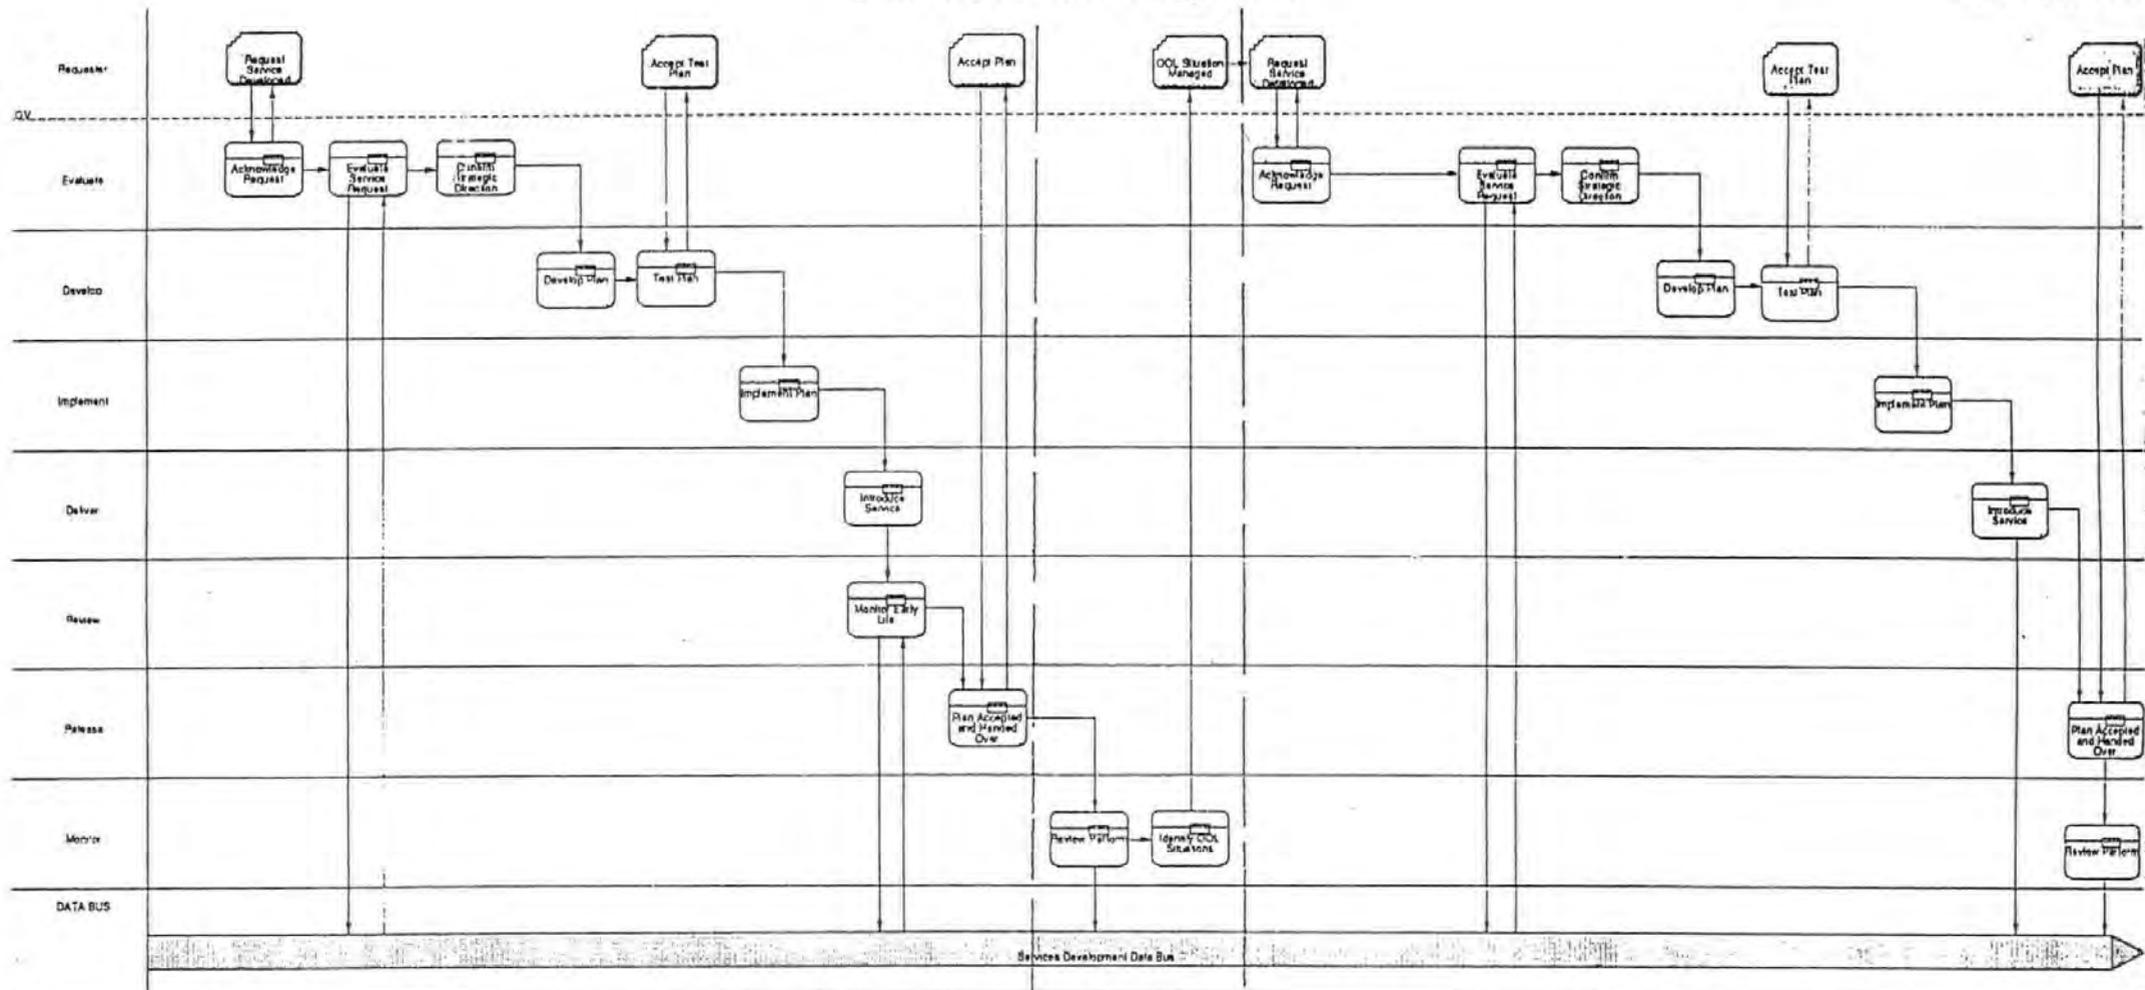 Requester
Request
Service
Developed
Accept Test
Plan
Accept Plan
OOL Situation
Managed
Request
Service
Developed
Accept Test
Plan
Accept Plan
OV
Evaluate
Acknowledge
Request
Evaluate
Service
Request
Confirm
Strategic
Direction
Acknowledge
Request
Evaluate
Service
Request
Confirm
Strategic
Direction
Develop
Develop Plan
Test Plan
Develop Plan
Test Plan
Implement
Implement Plan
Implement Plan
Deliver
Introduce
Service
Introduce
Service
Review
Monitor Early
Life
Release
Plan Accepted
and Handed
Over
Plan Accepted
and Handed
Over
Monitor
Review Perform
Identify OOL
Situations
Review Perform
DATA BUS
Services Development Data Bus